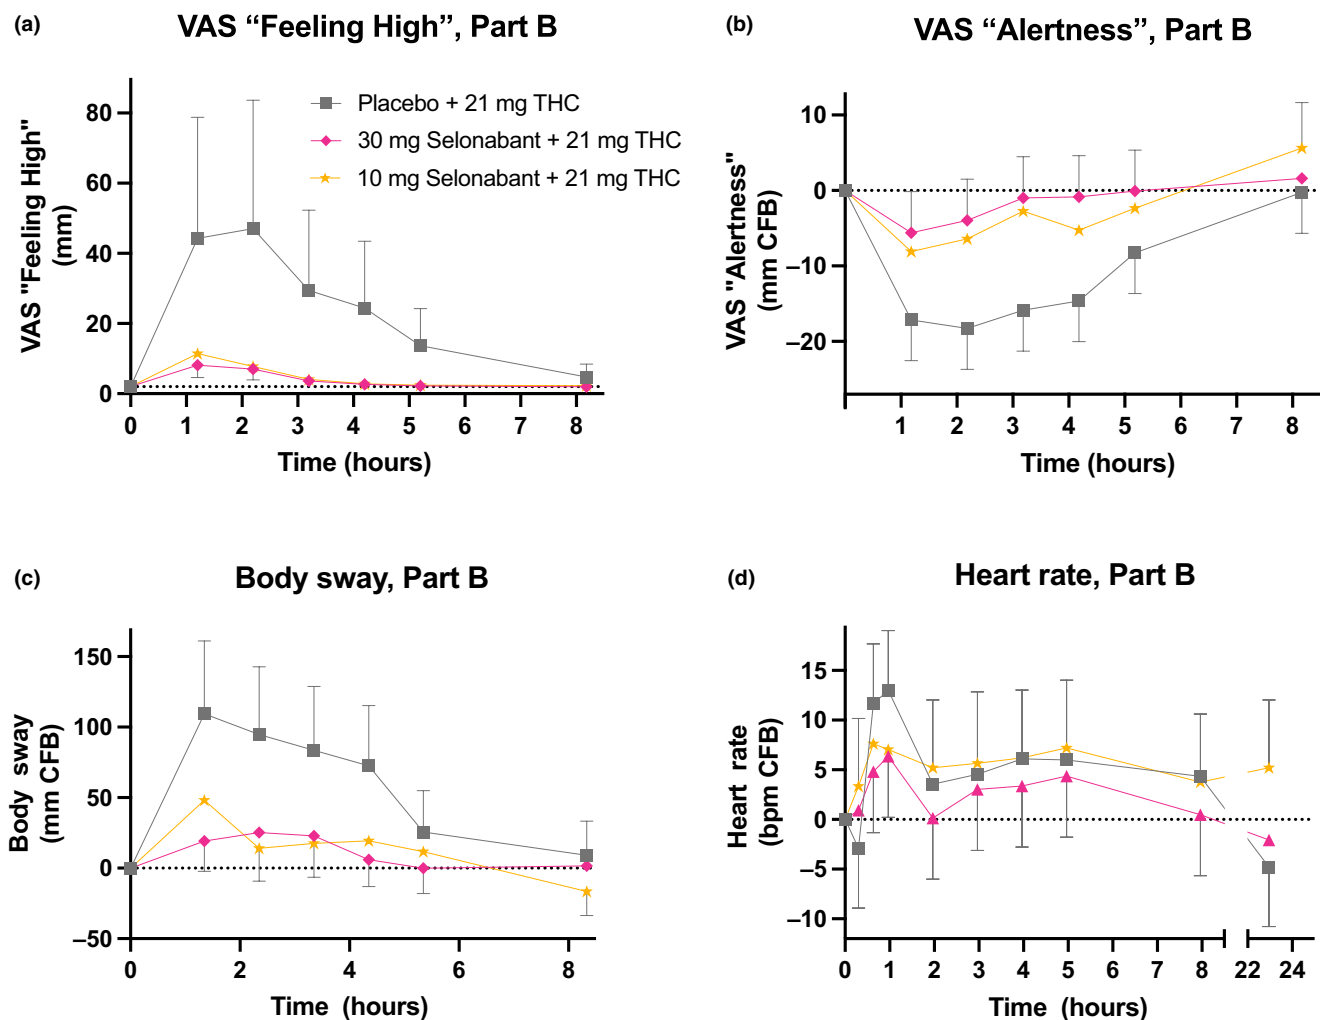 (a)
VAS “Feeling High”, Part B
VAS "Feeling High"
(mm)
80
60
40
20
0
Placebo + 21 mg THC
30 mg Selonabant + 21 mg THC
10 mg Selonabant + 21 mg THC
0 1 2 3 4 5 6 7 8
Time (hours)
(b)
VAS “Alertness”, Part B
VAS "Alertness"
(mm CFB)
10
0
–10
–20
1 2 3 4 5 6 7 8
Time (hours)
(c)
Body sway, Part B
Body sway
(mm CFB)
150
100
50
0
–50
0 2 4 6 8
Time (hours)
(d)
Heart rate, Part B
Heart rate
(bpm CFB)
15
10
5
0
–5
–10
0 1 2 3 4 5 6 7 8 22 24
Time (hours)